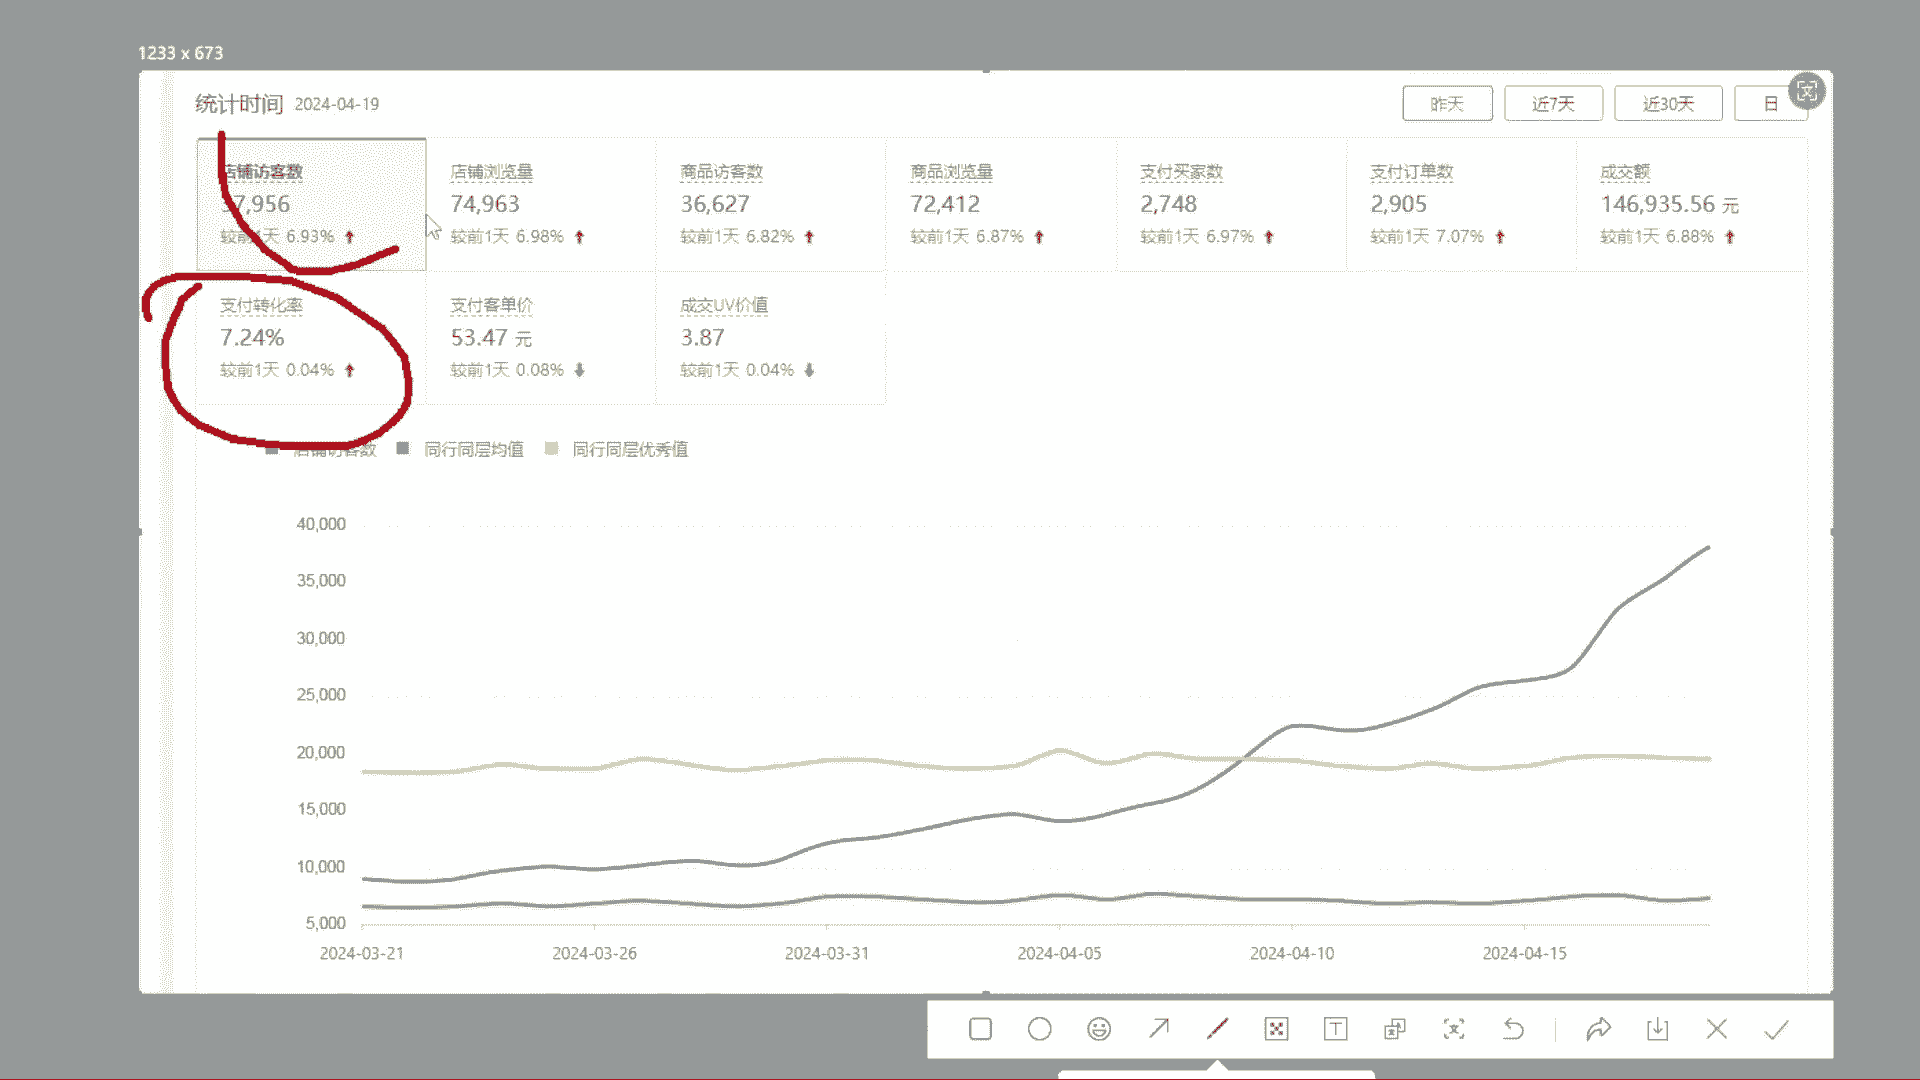 1233 x 673
统计时间 2024-04-19
昨天 近7天 近30天 日
店铺访客数 店铺浏览量 商品访客数 商品浏览量 支付买家数 支付订单数 成交额
37,956 74,963 36,627 72,412 2,748 2,905 146,935.56 元
较前1天 6.93% 较前1天 6.98% 较前1天 6.82% 较前1天 6.87% 较前1天 6.97% 较前1天 7.07% 较前1天 6.88%
支付转化率 支付客单价 成交UV价值
7.24% 53.47 元 3.87
较前1天 0.04% 较前1天 0.08% 较前1天 0.04%
店铺访客数 同行同层均值 同行同层优秀值
40,000
35,000
30,000
25,000
20,000
15,000
10,000
5,000
2024-03-21 2024-03-26 2024-03-31 2024-04-05 2024-04-10 2024-04-15